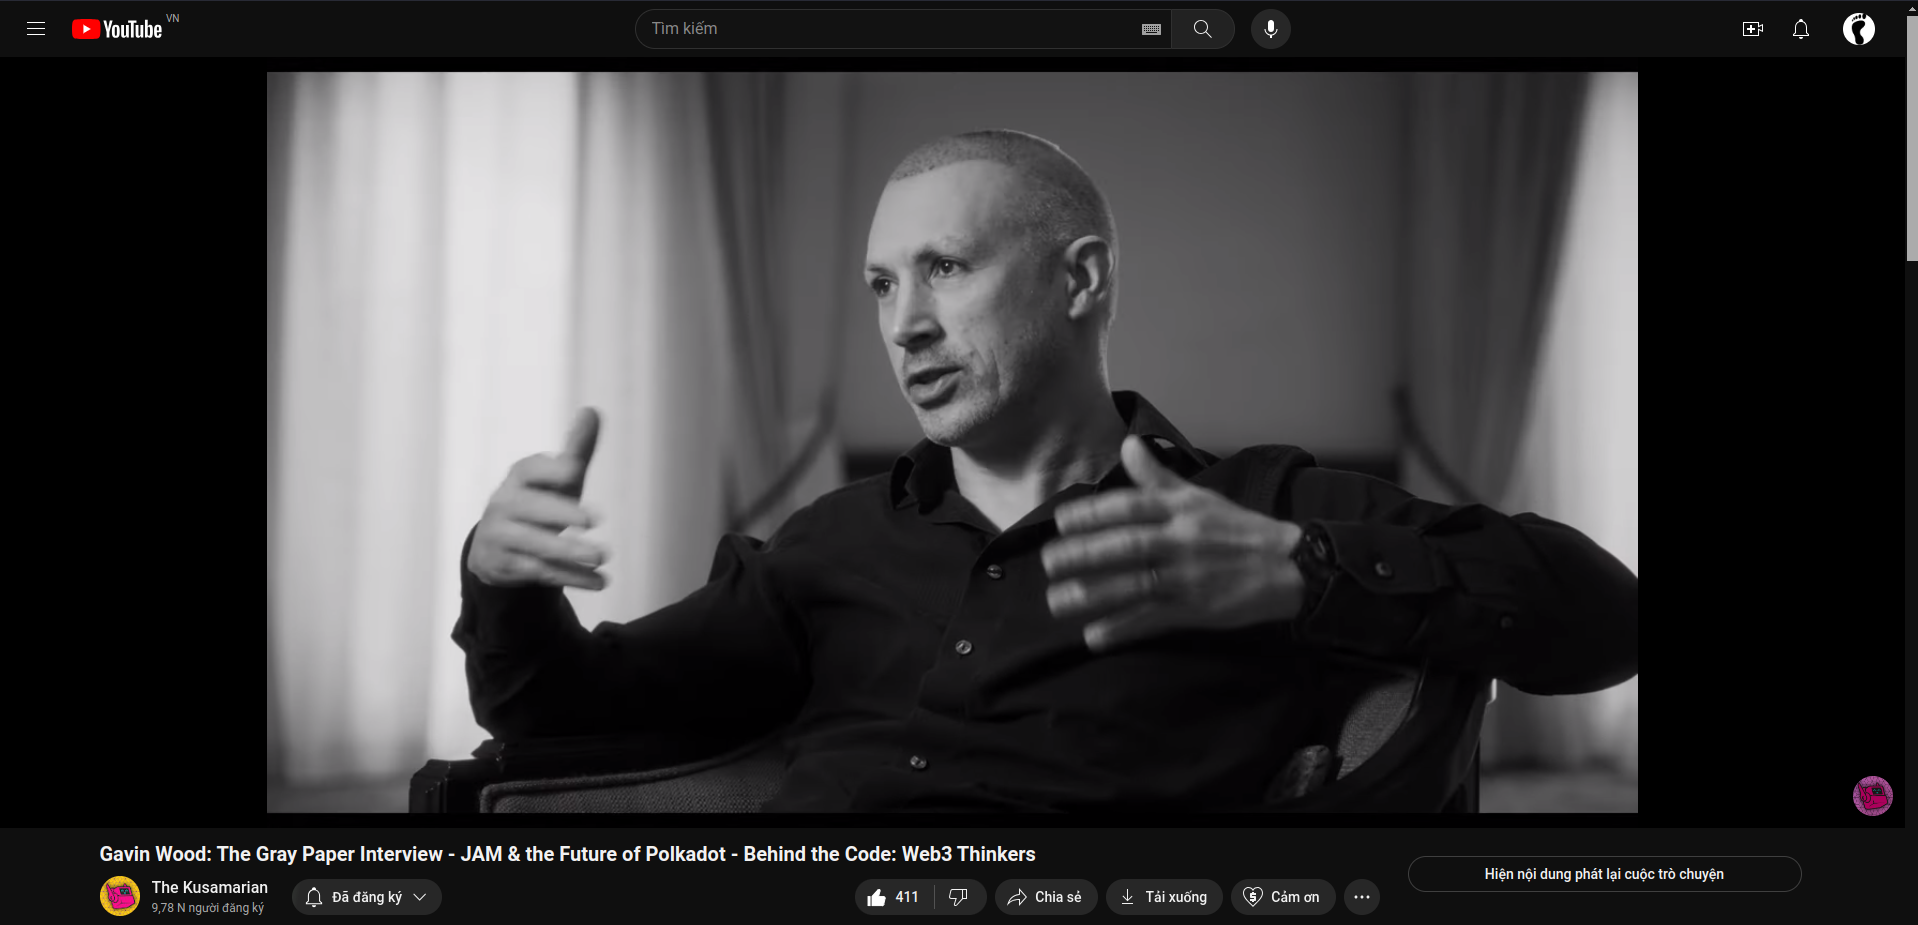 YouTube VN
Tìm kiếm
Gavin Wood: The Gray Paper Interview - JAM & the Future of Polkadot - Behind the Code: Web3 Thinkers
The Kusamarian
9,78 N người đăng ký
Đã đăng ký
411
Chia sẻ
Tải xuống
Cảm ơn
Hiện nội dung phát lại cuộc trò chuyện